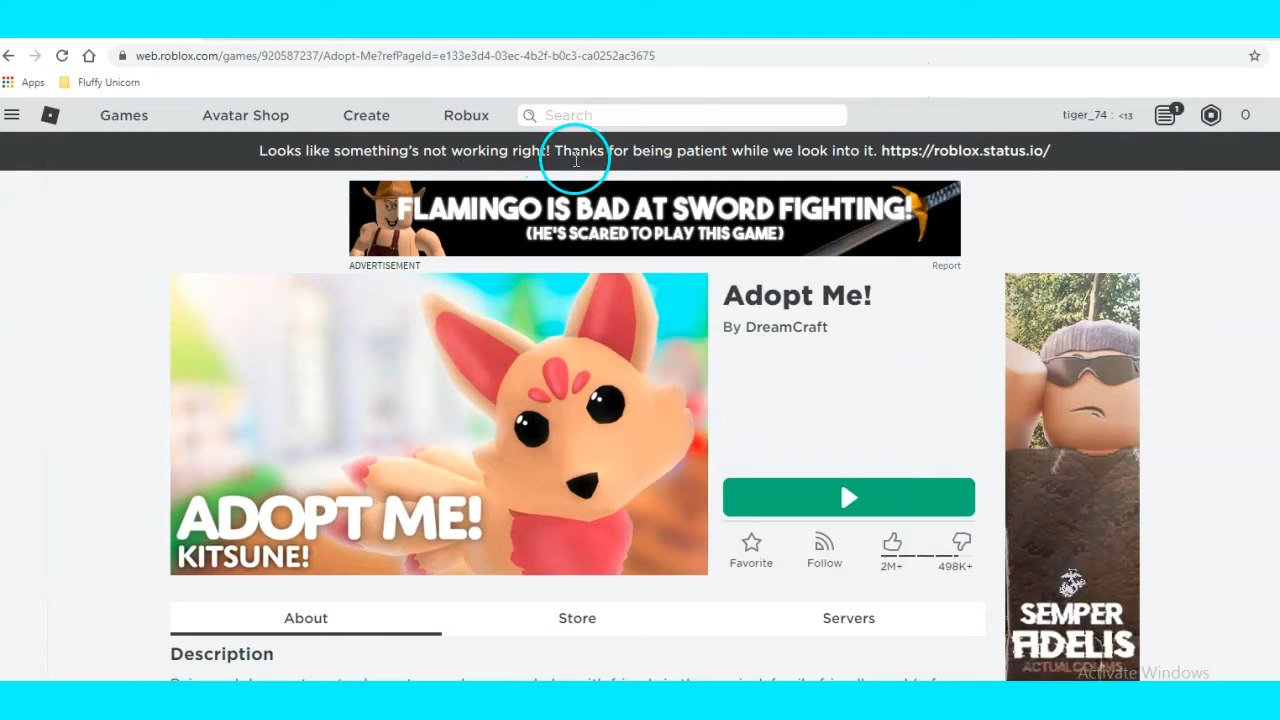 web.roblox.com/games/920587237/Adopt-Me?refPageId=e133e3d4-03ec-4b2f-b0c3-ca0252ac3675
Apps Fluffy Unicorn
Games Avatar Shop Create Robux Search tiger_74 : <13 1 0
Looks like something's not working right! Thanks for being patient while we look into it. https://roblox.status.io/
FLAMINGO IS BAD AT SWORD FIGHTING!
(HE'S SCARED TO PLAY THIS GAME)
ADVERTISEMENT Report
Adopt Me!
By DreamCraft
ADOPT ME!
KITSUNE!
Favorite Follow 2M+ 498K+
About Store Servers
Description
SEMPER
FIDELIS
ACTUAL COMMS
Activate Windows